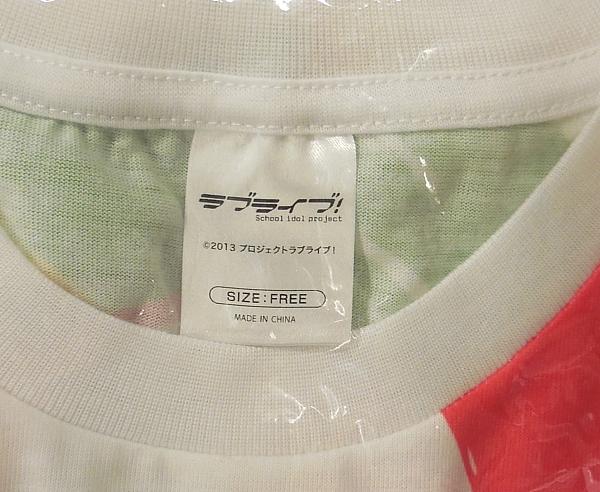 ラブライブ!
School idol project
©2013 プロジェクトラブライブ!
SIZE:FREE
MADE IN CHINA